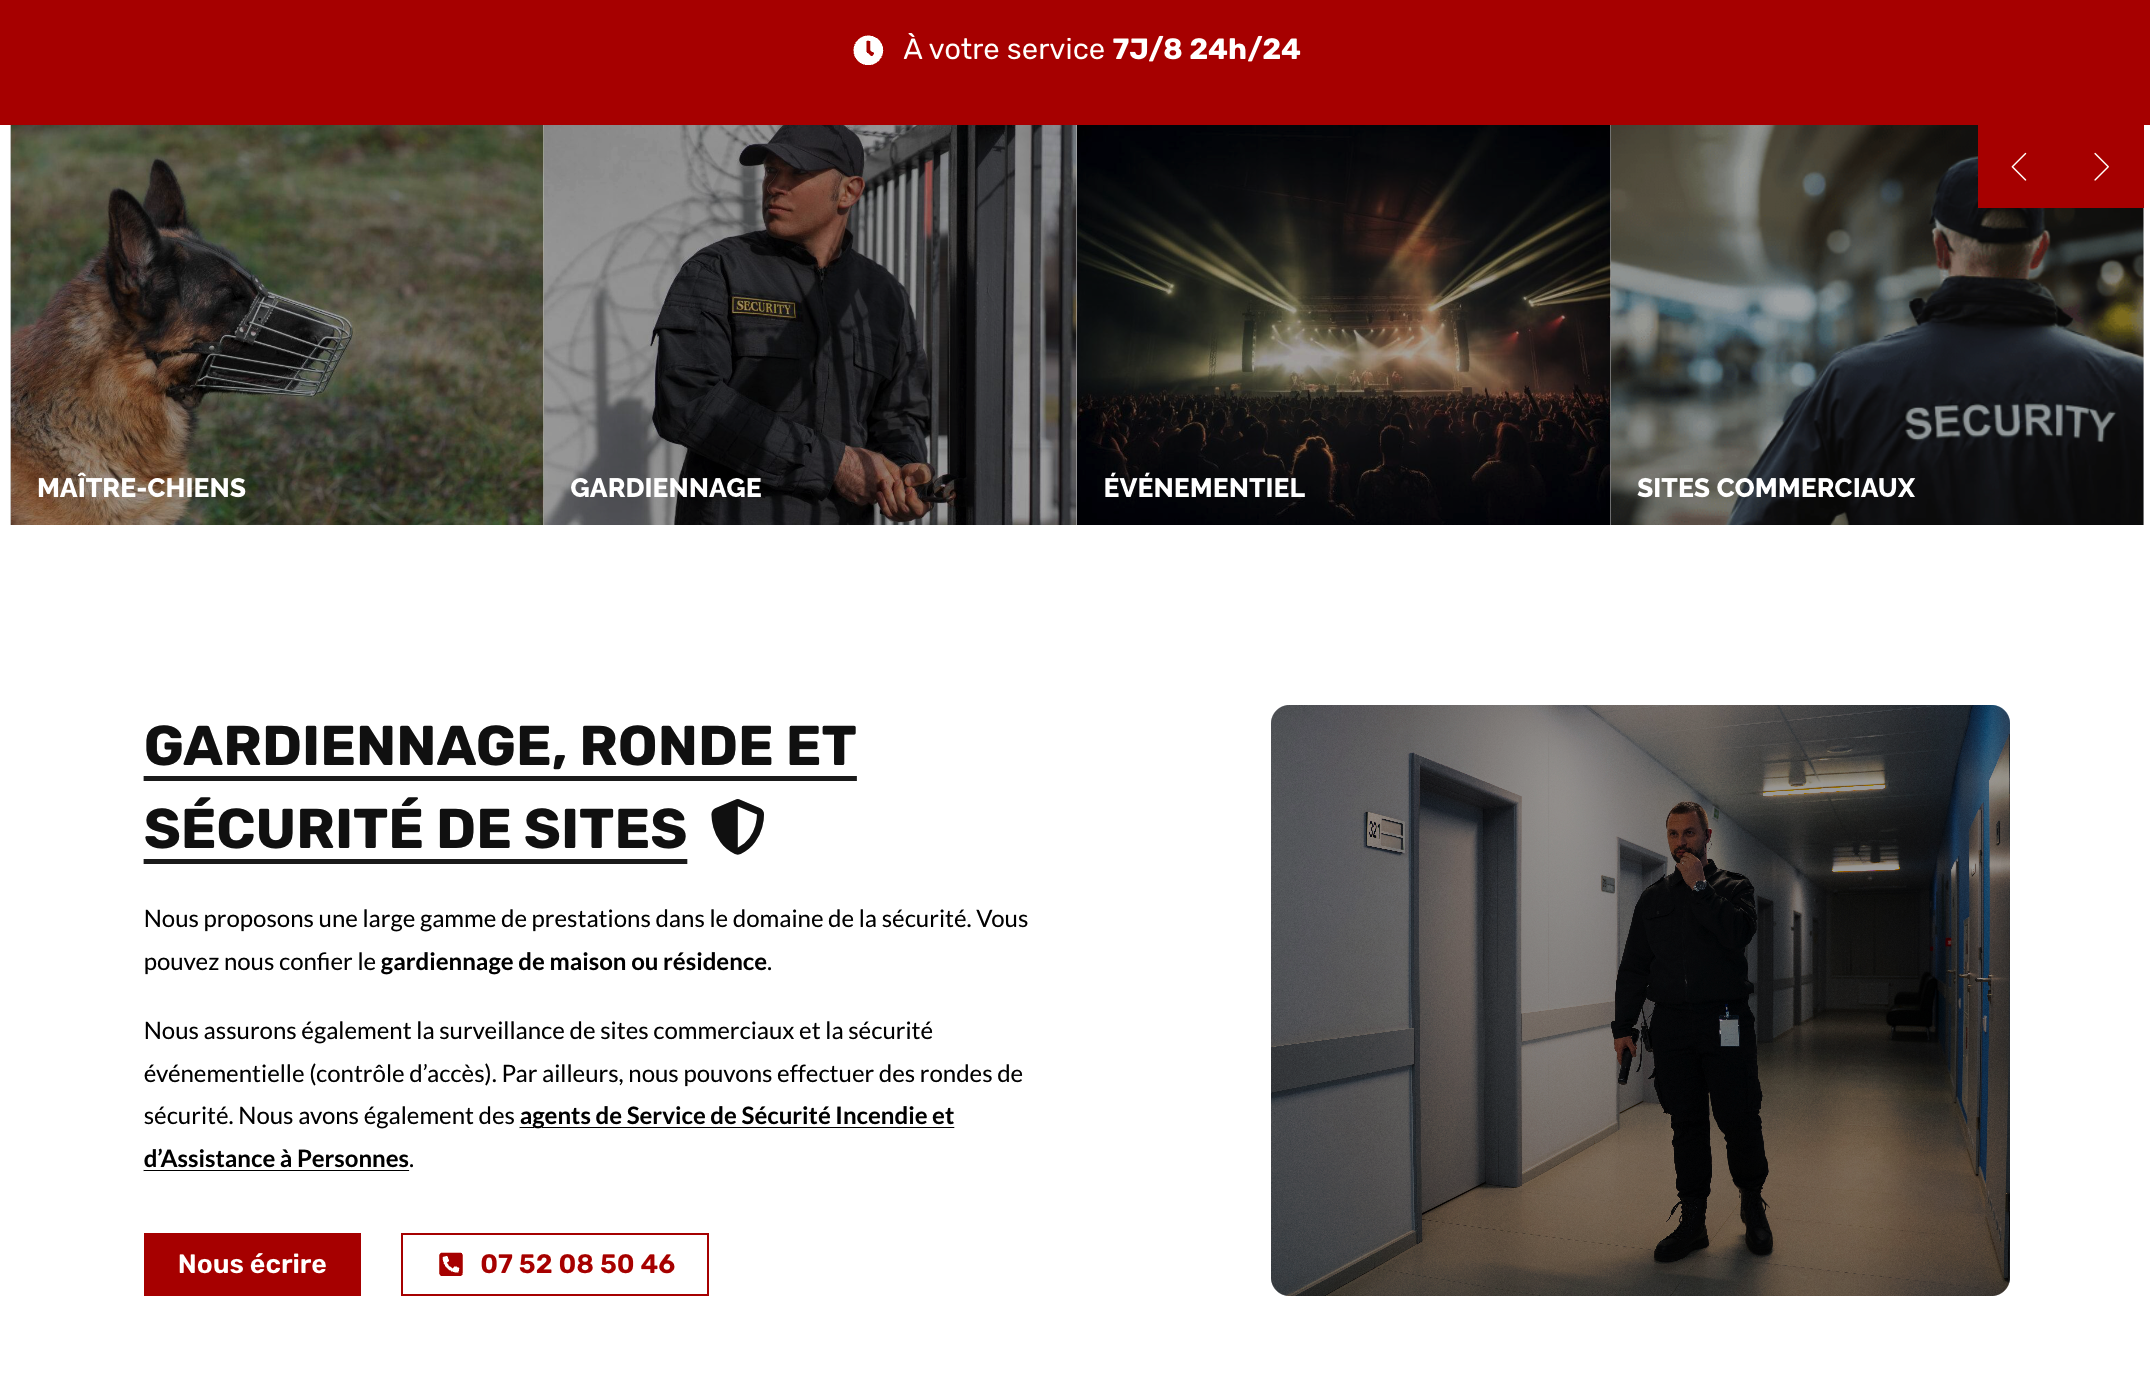 À votre service 7J/8 24h/24
SECURITY
SECURITY
MAÎTRE-CHIENS
GARDIENNAGE
ÉVÉNEMENTIEL
SITES COMMERCIAUX
GARDIENNAGE, RONDE ET
SÉCURITÉ DE SITES
321
Nous proposons une large gamme de prestations dans le domaine de la sécurité. Vous
pouvez nous confier le gardiennage de maison ou résidence.
Nous assurons également la surveillance de sites commerciaux et la sécurité
événementielle (contrôle d’accès). Par ailleurs, nous pouvons effectuer des rondes de
sécurité. Nous avons également des agents de Service de Sécurité Incendie et
d’Assistance à Personnes.
Nous écrire
07 52 08 50 46